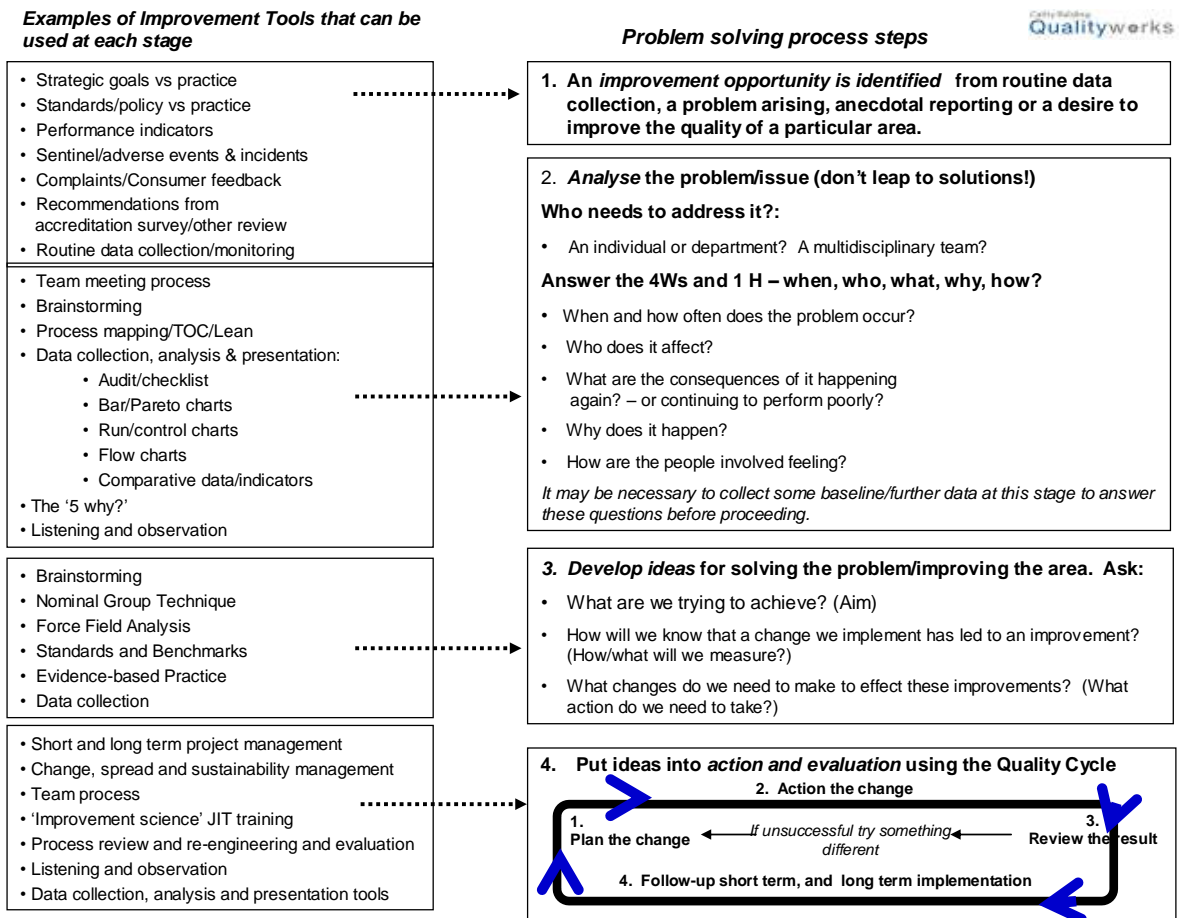 Examples of Improvement Tools that can be
used at each stage
• Strategic goals vs practice
• Standards/policy vs practice
• Performance indicators
• Sentinel/adverse events & incidents
• Complaints/Consumer feedback
• Recommendations from
accreditation survey/other review
• Routine data collection/monitoring
• Team meeting process
• Brainstorming
• Process mapping/TOC/Lean
• Data collection, analysis & presentation:
• Audit/checklist
• Bar/Pareto charts
• Run/control charts
• Flow charts
• Comparative data/indicators
• The ‘5 why?’
• Listening and observation
• Brainstorming
• Nominal Group Technique
• Force Field Analysis
• Standards and Benchmarks
• Evidence-based Practice
• Data collection
• Short and long term project management
• Change, spread and sustainability management
• Team process
• ‘Improvement science’ JIT training
• Process review and re-engineering and evaluation
• Listening and observation
• Data collection, analysis and presentation tools
Problem solving process steps
Qualityworks
1. An improvement opportunity is identified from routine data
collection, a problem arising, anecdotal reporting or a desire to
improve the quality of a particular area.
2. Analyse the problem/issue (don’t leap to solutions!)
Who needs to address it?:
• An individual or department? A multidisciplinary team?
Answer the 4Ws and 1 H – when, who, what, why, how?
• When and how often does the problem occur?
• Who does it affect?
• What are the consequences of it happening
again? – or continuing to perform poorly?
• Why does it happen?
• How are the people involved feeling?
It may be necessary to collect some baseline/further data at this stage to answer
these questions before proceeding.
3. Develop ideas for solving the problem/improving the area. Ask:
• What are we trying to achieve? (Aim)
• How will we know that a change we implement has led to an improvement?
(How/what will we measure?)
• What changes do we need to make to effect these improvements? (What
action do we need to take?)
4. Put ideas into action and evaluation using the Quality Cycle
2. Action the change
1.
Plan the change
If unsuccessful try something
different
3.
Review the result
4. Follow-up short term, and long term implementation